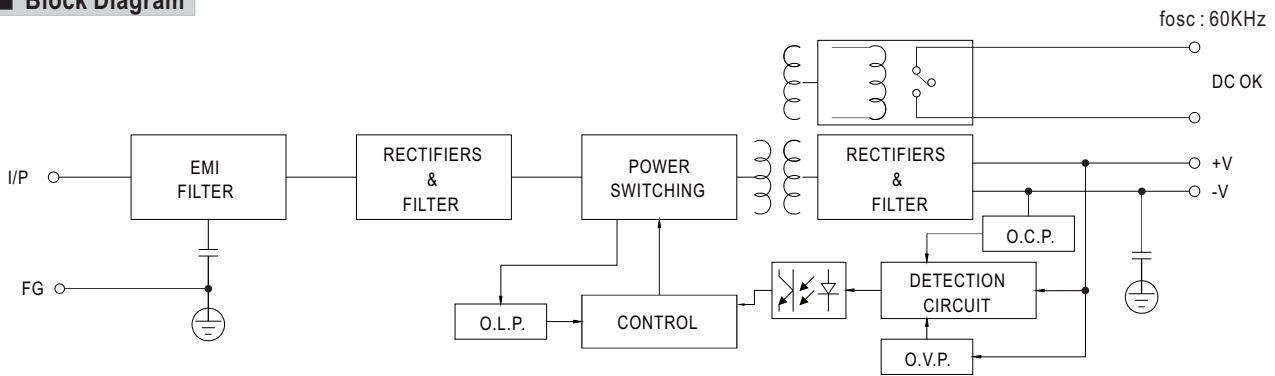 Block Diagram
fosc : 60KHz
DC OK
I/P
EMI
FILTER
RECTIFIERS
&
FILTER
POWER
SWITCHING
RECTIFIERS
&
FILTER
+V
-V
O.C.P.
FG
O.L.P.
CONTROL
DETECTION
CIRCUIT
O.V.P.